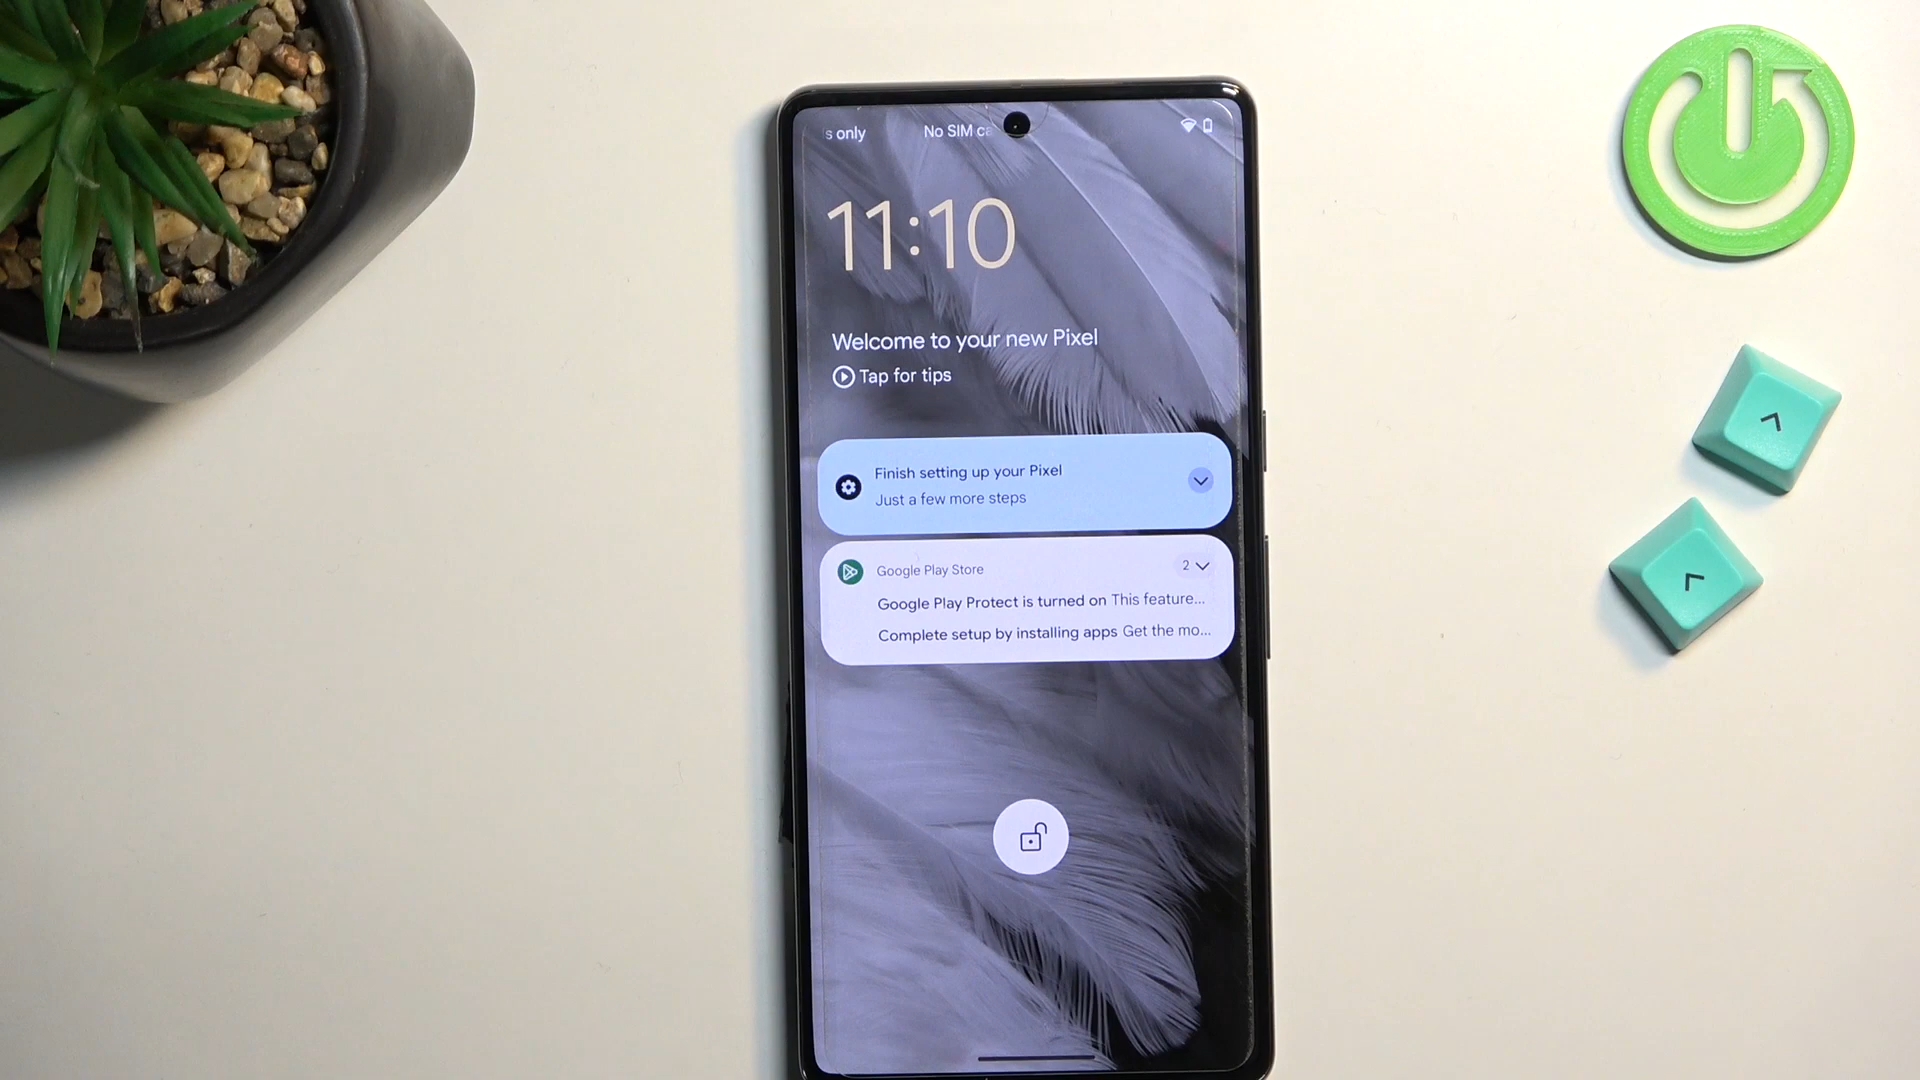 s only No SIM ca
11:10
Welcome to your new Pixel
Tap for tips
Finish setting up your Pixel
Just a few more steps
Google Play Store 2
Google Play Protect is turned on This feature...
Complete setup by installing apps Get the mo...